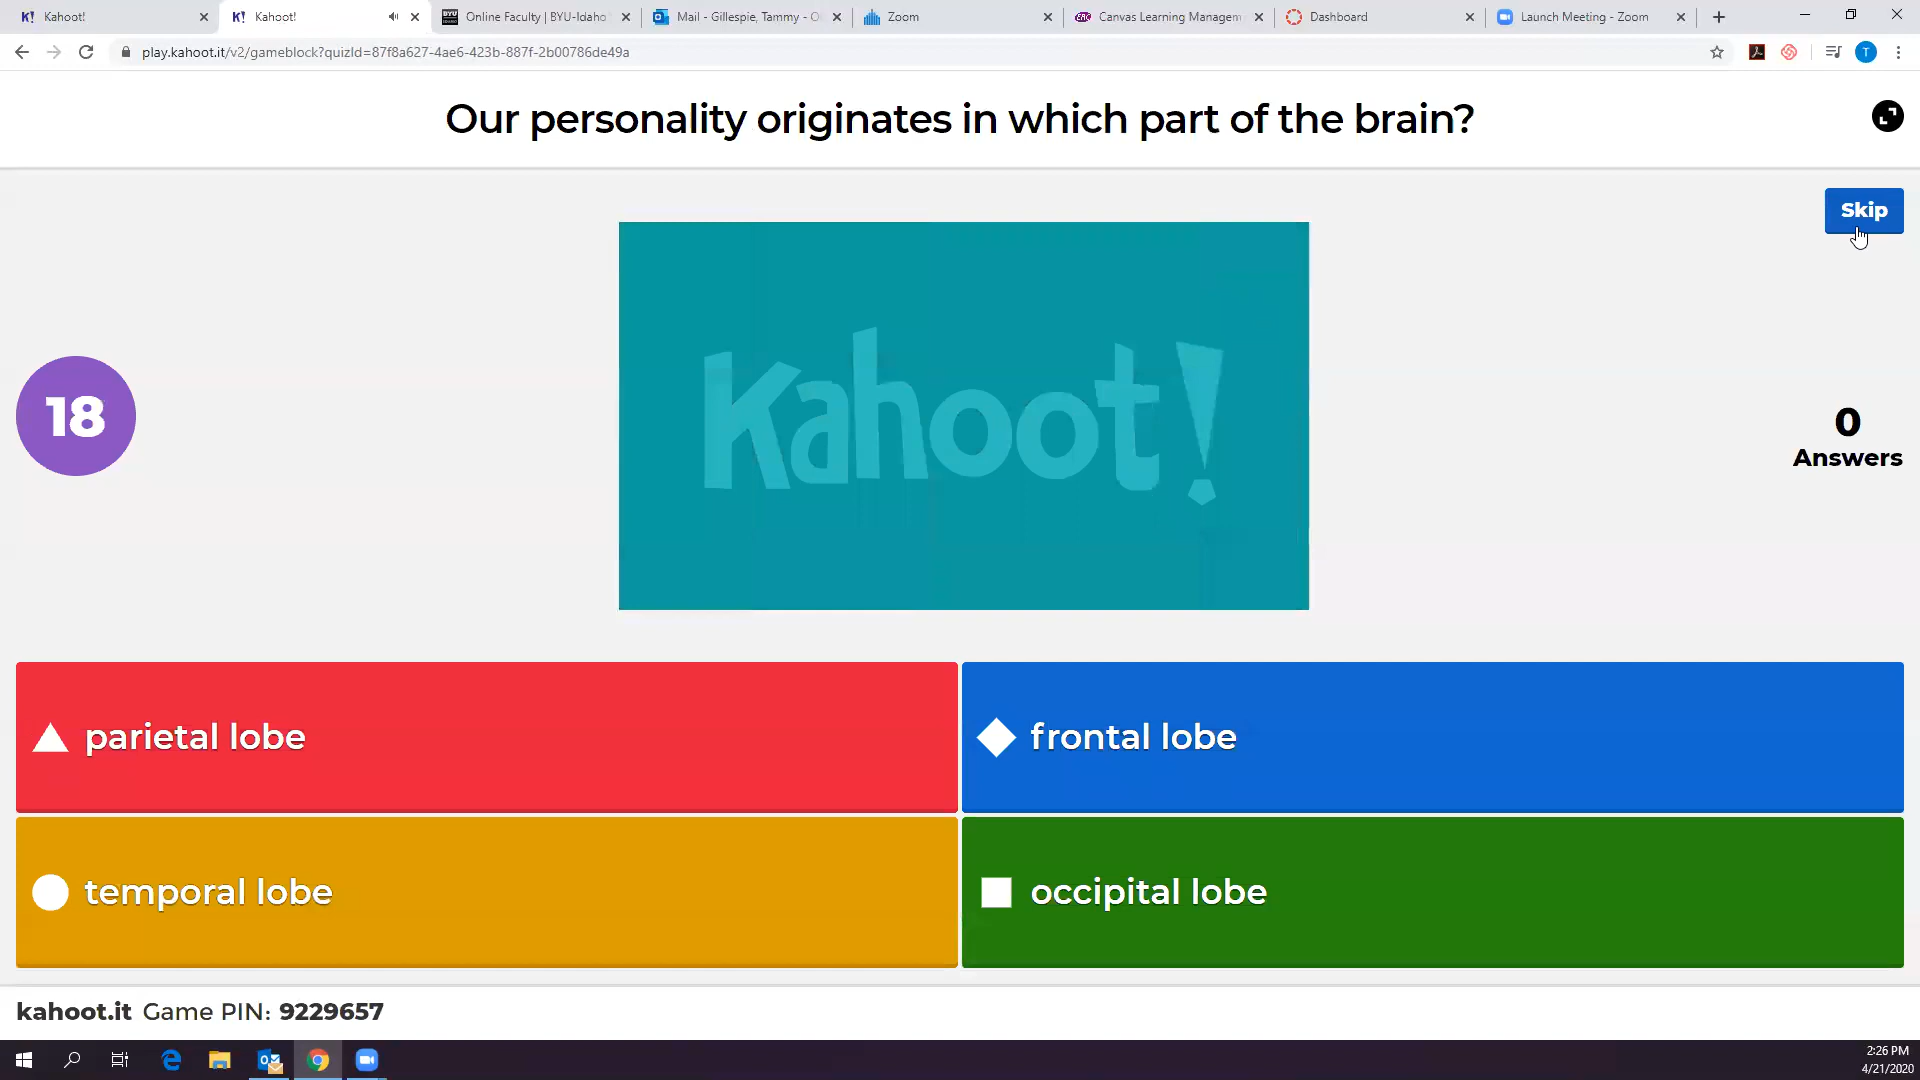 Kahoot!
Kahoot!
Online Faculty | BYU-Idaho
Mail - Gillespie, Tammy - O
Zoom
Canvas Learning Managem
Dashboard
Launch Meeting - Zoom
play.kahoot.it/v2/gameblock?quizId=87f8a627-4ae6-423b-887f-2b00786de49a
T
Our personality originates in which part of the brain?
Skip
Kahoot!
18
0
Answers
parietal lobe
frontal lobe
temporal lobe
occipital lobe
kahoot.it Game PIN: 9229657
2:26 PM
4/21/2020